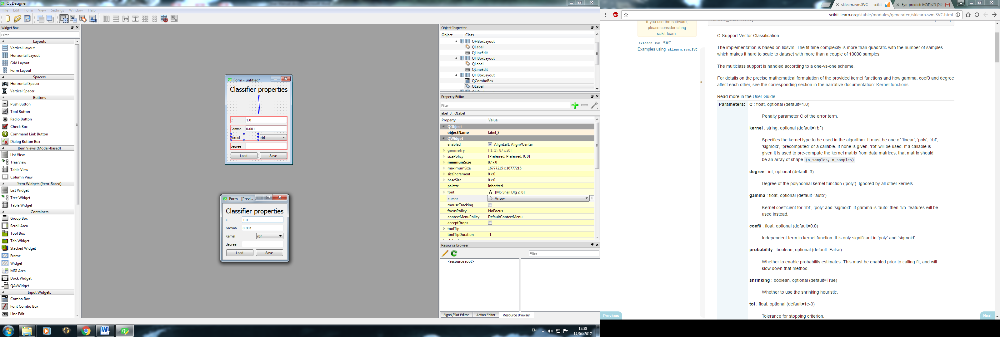 Qt Designer
File Edit Form View Settings Window Help
Widget Box
Filter
Layouts
Vertical Layout
Horizontal Layout
Grid Layout
Form Layout
Spacers
Horizontal Spacer
Vertical Spacer
Buttons
Push Button
Tool Button
Radio Button
Check Box
Command Link Button
Dialog Button Box
Item Views (Model-Based)
List View
Tree View
Table View
Column View
Item Widgets (Item-Based)
List Widget
Tree Widget
Table Widget
Containers
Group Box
Scroll Area
Tool Box
Tab Widget
Stacked Widget
Frame
Widget
MDI Area
Dock Widget
QAxWidget
Input Widgets
Combo Box
Font Combo Box
Line Edit
Form - untitled*
Classifier properties
C 1.0
Gamma 0.001
Kernel rbf
degree
Load Save
Form - [Previ...
Classifier properties
C 1.0
Gamma 0.001
Kernel rbf
degree
Load Save
Object Inspector
Object Class
QHBoxLayout
QLabel
QLineEdit
QHBoxLayout
QLabel
QLineEdit
QHBoxLayout
QComboBox
QLabel
Property Editor
Filter
label_3 : QLabel
Property Value
QObject
objectName label_3
QWidget
enabled AlignLeft, AlignVCenter
geometry [(1, 1), 87 x 20]
sizePolicy [Preferred, Preferred, 0, 0]
minimumSize 87 x 0
maximumSize 16777215 x 16777215
sizeIncrement 0 x 0
baseSize 0 x 0
palette Inherited
font A [MS Shell Dlg 2, 8]
cursor Arrow
mouseTracking
focusPolicy NoFocus
contextMenuPolicy DefaultContextMenu
acceptDrops
toolTip
toolTipDuration -1
Resource Browser
Filter
<resource root>
Signal/Slot Editor Action Editor Resource Browser
EN
12:38
14/04/2017
sklearn.svm.SVC — scikit
Eye-predict: שק משתמש
ABP
scikit-learn.org/stable/modules/generated/sklearn.svm.SVC.html
If you use the software,
please consider citing
scikit-learn.
sklearn.svm.SVC
Examples using sklearn.svm.SVC
«
C-Support Vector Classification.
The implementation is based on libsvm. The fit time complexity is more than quadratic with the number of samples
which makes it hard to scale to dataset with more than a couple of 10000 samples.
The multiclass support is handled according to a one-vs-one scheme.
For details on the precise mathematical formulation of the provided kernel functions and how gamma, coef0 and degree
affect each other, see the corresponding section in the narrative documentation: Kernel functions.
Read more in the User Guide.
Parameters: C : float, optional (default=1.0)
Penalty parameter C of the error term.
kernel : string, optional (default='rbf')
Specifies the kernel type to be used in the algorithm. It must be one of 'linear', 'poly', 'rbf',
'sigmoid', 'precomputed' or a callable. If none is given, 'rbf' will be used. If a callable is
given it is used to pre-compute the kernel matrix from data matrices; that matrix should
be an array of shape (n_samples, n_samples).
degree : int, optional (default=3)
Degree of the polynomial kernel function ('poly'). Ignored by all other kernels.
gamma : float, optional (default='auto')
Kernel coefficient for 'rbf', 'poly' and 'sigmoid'. If gamma is 'auto' then 1/n_features will be
used instead.
coef0 : float, optional (default=0.0)
Independent term in kernel function. It is only significant in 'poly' and 'sigmoid'.
probability : boolean, optional (default=False)
Whether to enable probability estimates. This must be enabled prior to calling fit, and will
slow down that method.
shrinking : boolean, optional (default=True)
Whether to use the shrinking heuristic.
tol : float, optional (default=1e-3)
Tolerance for stopping criterion.
Previous
Next